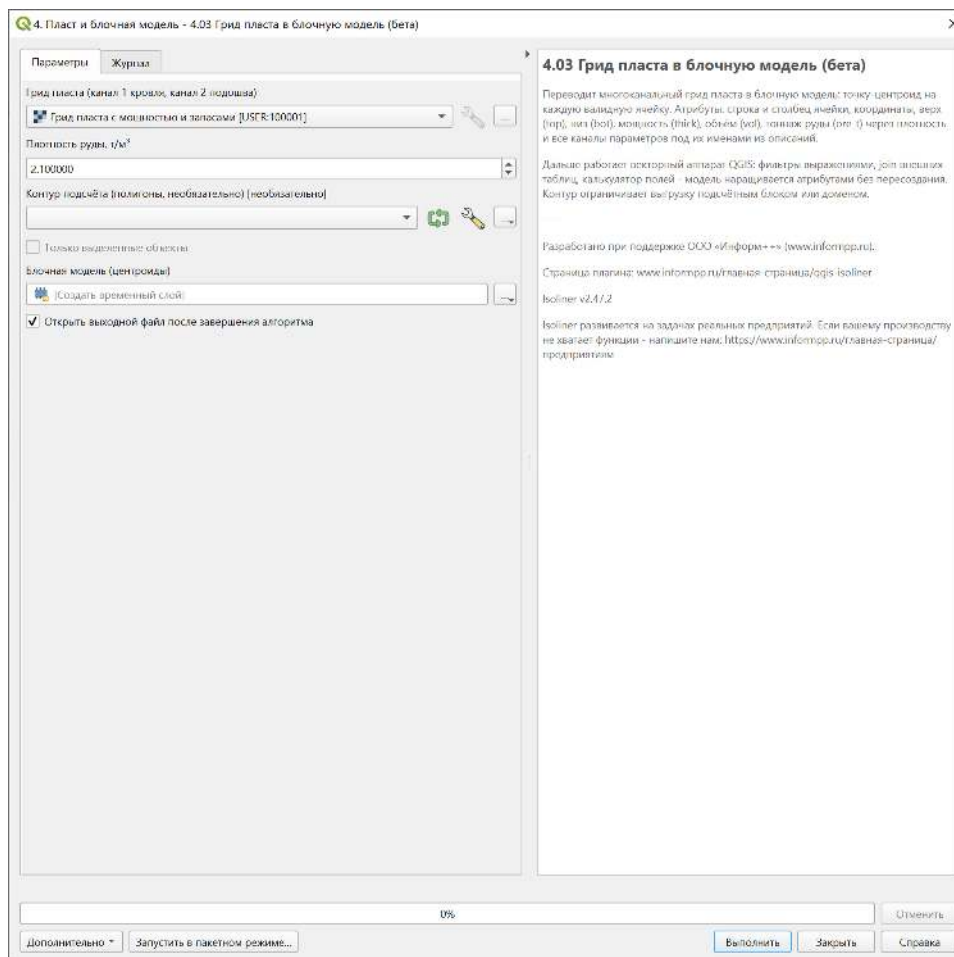 4. Пласт и блочная модель - 4.03 Грид пласта в блочную модель (бета)
Параметры
Журнал
Грид пласта (канал 1 кровля, канал 2 подошва)
Грид пласта с мощностью и запасами [USER:100001]
Плотность руды, т/м³
2.100000
Контур подсчёта (полигоны, необязательно) [необязательно]
Только выделенные объекты
Блочная модель (центроиды)
[Создать временный слой]
Открыть выходной файл после завершения алгоритма
4.03 Грид пласта в блочную модель (бета)
Переводит многоканальный грид пласта в блочную модель: точку-центроид на
каждую валидную ячейку. Атрибуты: строка и столбец ячейки, координаты, верх
(top), низ (bot), мощность (thick), объём (vol), тоннаж руды (ore_t) через плотность
и все каналы параметров под их именами из описаний.
Дальше работает векторный аппарат QGIS: фильтры выражениями, join внешних
таблиц, калькулятор полей - модель наращивается атрибутами без пересоздания.
Контур ограничивает выгрузку подсчётным блоком или доменом.
Разработано при поддержке ООО «Информ++» (www.informpp.ru).
Страница плагина: www.informpp.ru/главная-страница/qgis-isoliner
Isoliner v2.47.2
Isoliner развивается на задачах реальных предприятий. Если вашему производству
не хватает функции - напишите нам: https://www.informpp.ru/главная-страница/
предприятиям
0%
Отменить
Дополнительно
Запустить в пакетном режиме...
Выполнить
Закрыть
Справка